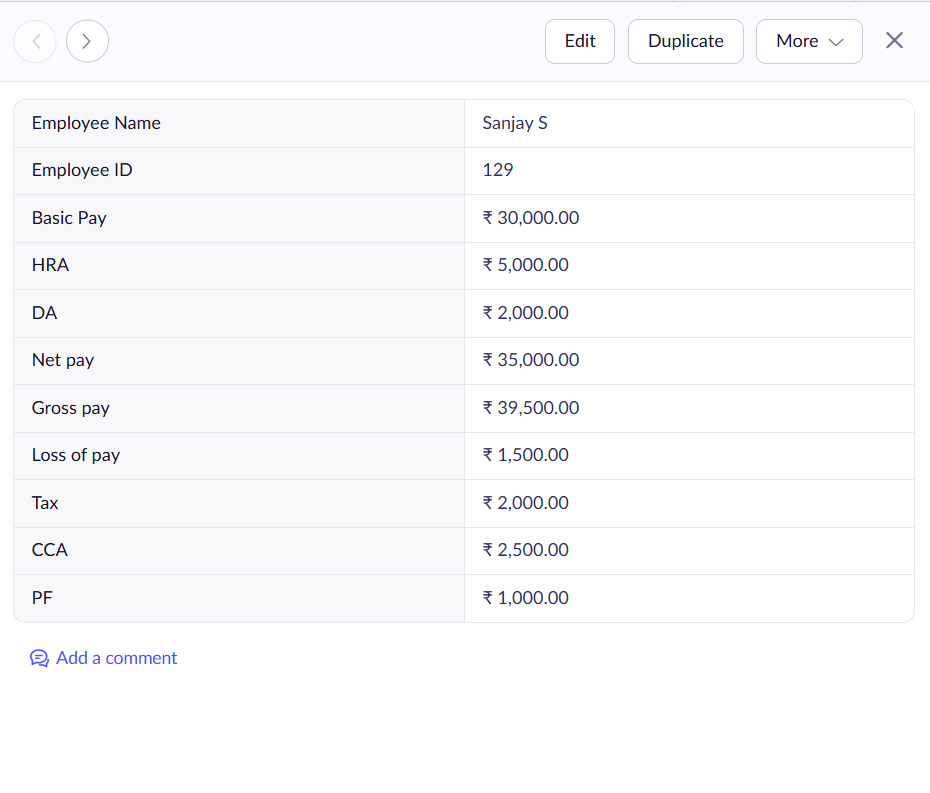 Edit Duplicate More
Employee Name Sanjay S
Employee ID 129
Basic Pay ₹ 30,000.00
HRA ₹ 5,000.00
DA ₹ 2,000.00
Net pay ₹ 35,000.00
Gross pay ₹ 39,500.00
Loss of pay ₹ 1,500.00
Tax ₹ 2,000.00
CCA ₹ 2,500.00
PF ₹ 1,000.00
Add a comment